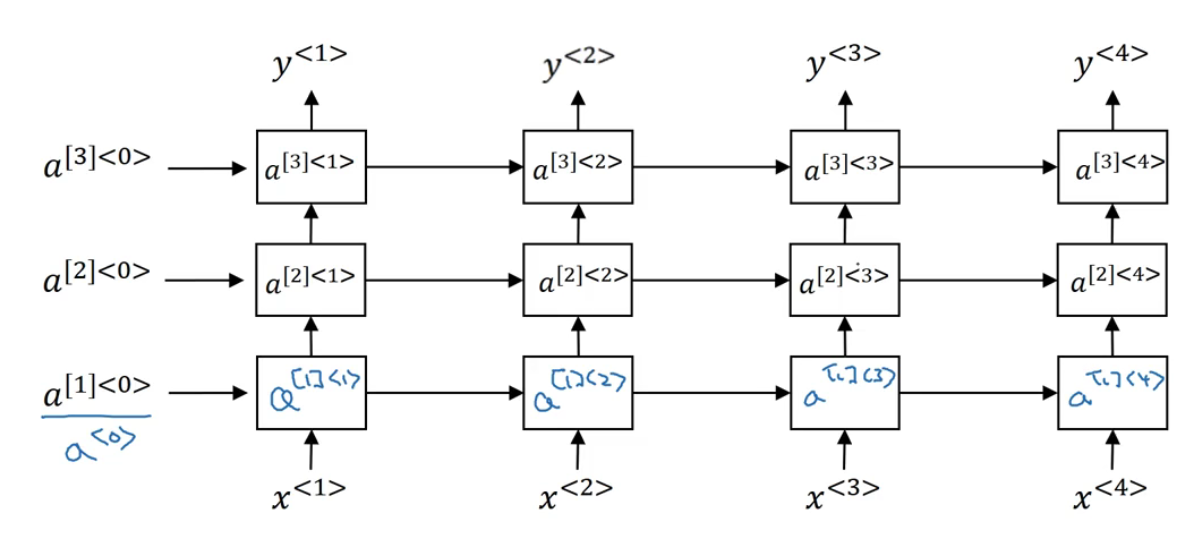 y<1> y<2> y<3> y<4>
a[3]<0> a[3]<1> a[3]<2> a[3]<3> a[3]<4>
a[2]<0> a[2]<1> a[2]<2> a[2]<3> a[2]<4>
a[1]<0> a[1]<1> a[1]<2> a[1]<3> a[1]<4>
a<0>
x<1> x<2> x<3> x<4>